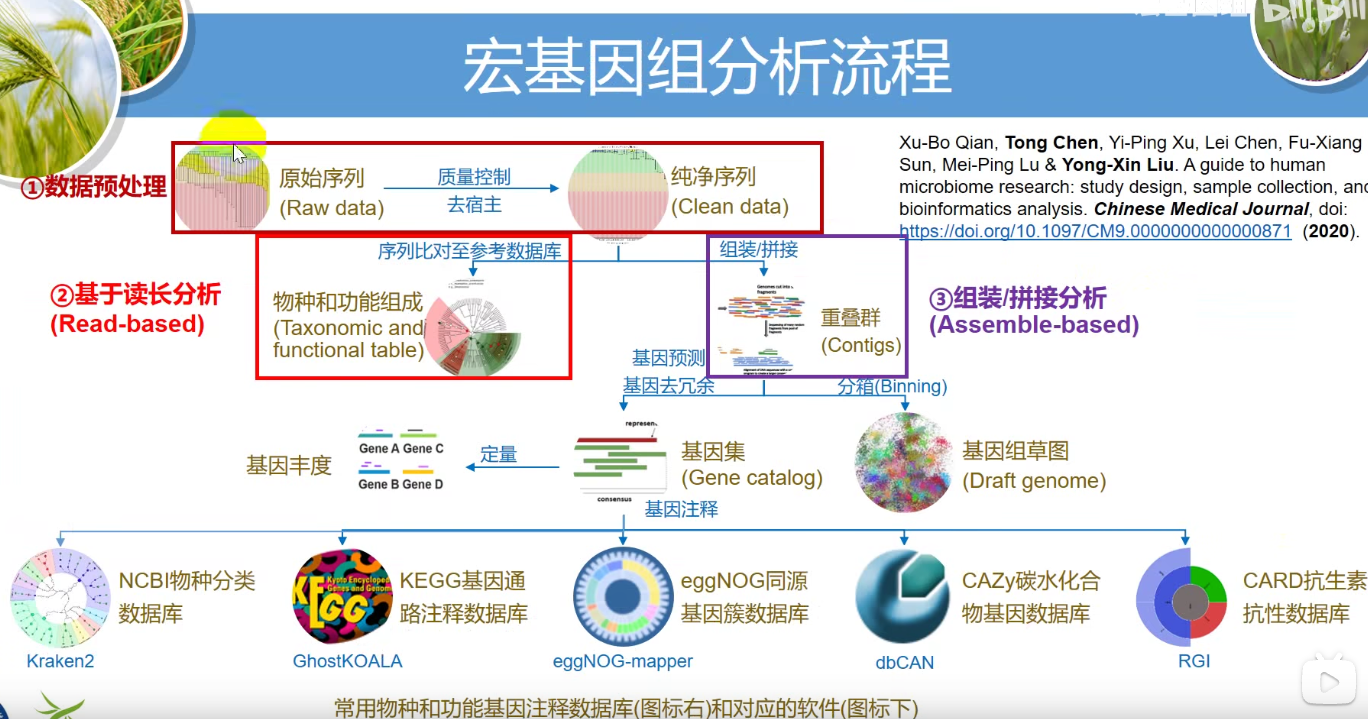 宏基因组分析流程
①数据预处理
原始序列
(Raw data)
质量控制
去宿主
纯净序列
(Clean data)
Xu-Bo Qian, Tong Chen, Yi-Ping Xu, Lei Chen, Fu-Xiang
Sun, Mei-Ping Lu & Yong-Xin Liu. A guide to human
microbiome research: study design, sample collection, and
bioinformatics analysis. Chinese Medical Journal, doi:
https://doi.org/10.1097/CM9.0000000000000871 (2020).
序列比对至参考数据库
组装/拼接
②基于读长分析
(Read-based)
物种和功能组成
(Taxonomic and
functional table)
Genomes cut into
fragments
重叠群
(Contigs)
③组装/拼接分析
(Assemble-based)
基因预测
基因去冗余
分箱(Binning)
基因丰度
Gene A Gene C
Gene B Gene D
定量
represen
consensus
基因集
(Gene catalog)
基因组草图
(Draft genome)
基因注释
NCBI物种分类
数据库
Kraken2
KEGG
Kyoto Encyclopedia
Genes and Genom
KEGG基因通
路注释数据库
GhostKOALA
eggNOG同源
基因簇数据库
eggNOG-mapper
CAZy碳水化合
物基因数据库
dbCAN
CARD抗生素
抗性数据库
RGI
常用物种和功能基因注释数据库(图标右)和对应的软件(图标下)